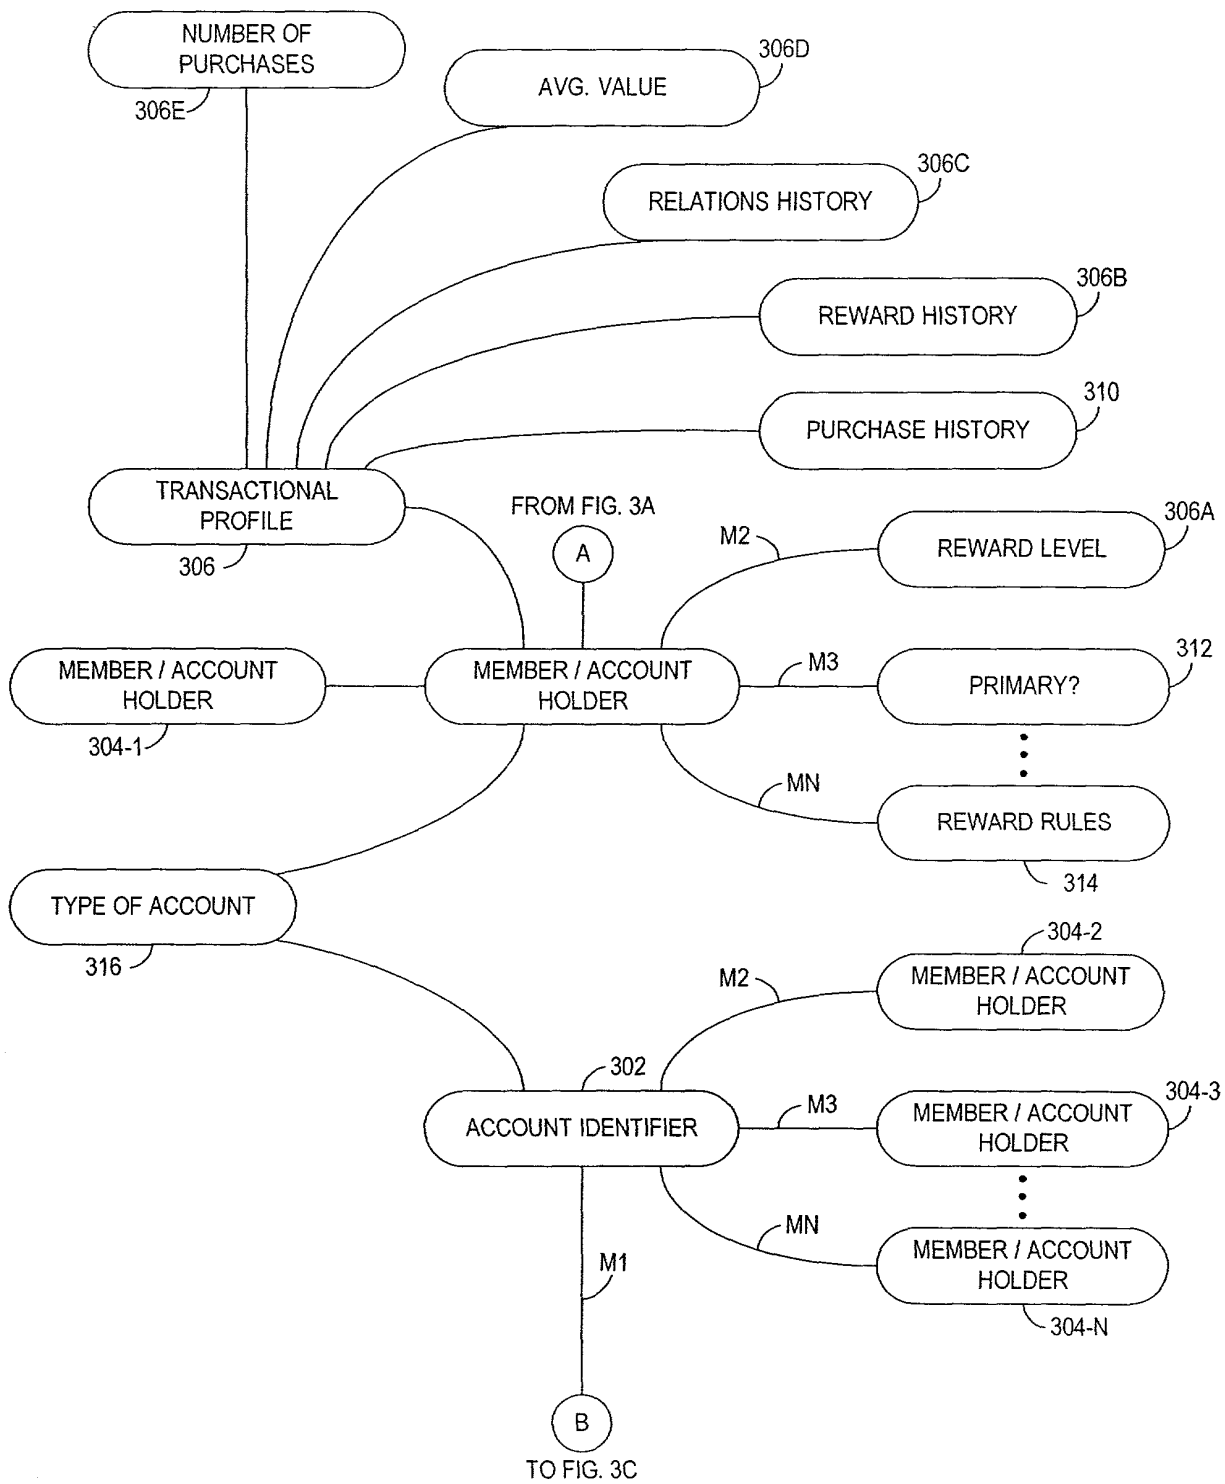 NUMBER OF
PURCHASES
306E
AVG. VALUE
306D
RELATIONS HISTORY
306C
REWARD HISTORY
306B
PURCHASE HISTORY
310
TRANSACTIONAL
PROFILE
306
FROM FIG. 3A
A
M2
REWARD LEVEL
306A
MEMBER / ACCOUNT
HOLDER
304-1
MEMBER / ACCOUNT
HOLDER
M3
PRIMARY?
312
MN
REWARD RULES
314
TYPE OF ACCOUNT
316
304-2
M2
MEMBER / ACCOUNT
HOLDER
302
ACCOUNT IDENTIFIER
M3
MEMBER / ACCOUNT
HOLDER
304-3
MN
MEMBER / ACCOUNT
HOLDER
304-N
M1
B
TO FIG. 3C